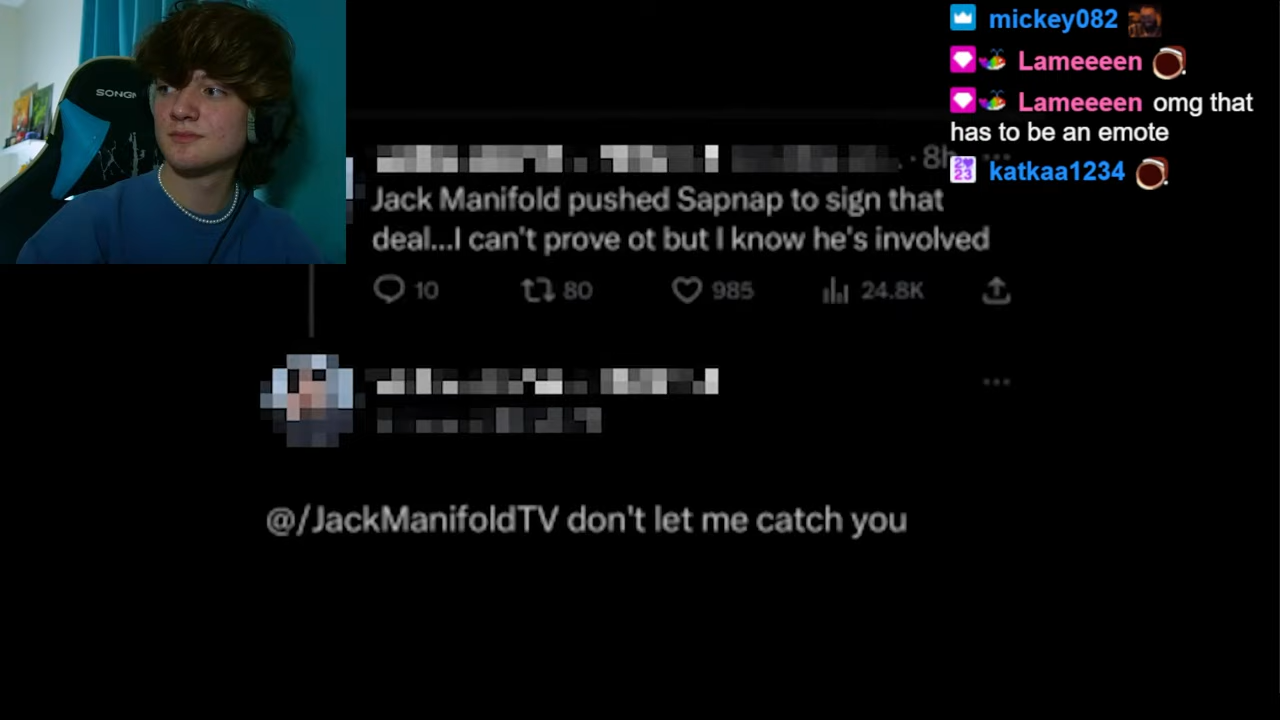 SONGM
mickey082
Lameeeen
Lameeeen omg that
has to be an emote
2023 katkaa1234
· 8h
Jack Manifold pushed Sapnap to sign that
deal...I can't prove ot but I know he's involved
10 80 985 24.8K
@/JackManifoldTV don't let me catch you